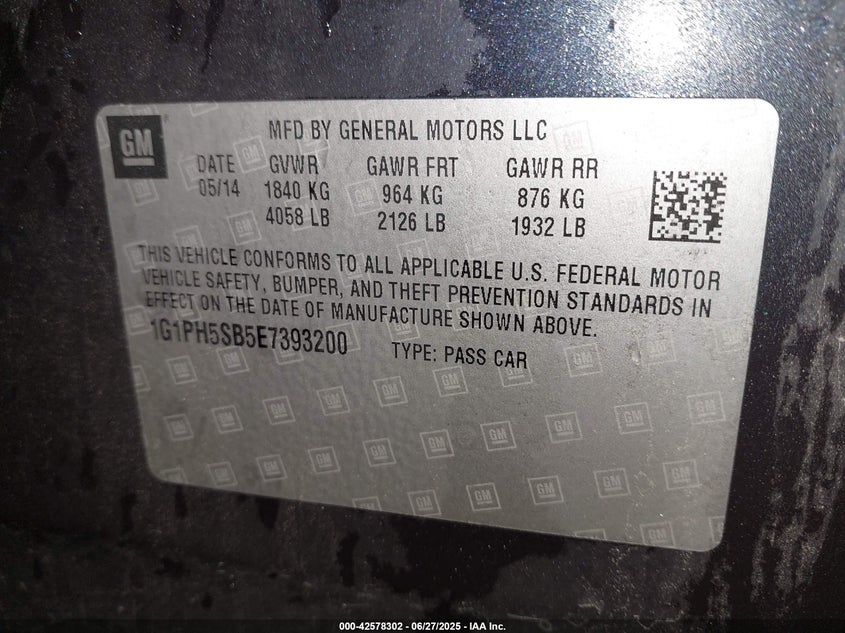 GM
MFD BY GENERAL MOTORS LLC
DATE GVWR GAWR FRT GAWR RR
05/14 1840 KG 964 KG 876 KG
4058 LB 2126 LB 1932 LB
THIS VEHICLE CONFORMS TO ALL APPLICABLE U.S. FEDERAL MOTOR
VEHICLE SAFETY, BUMPER, AND THEFT PREVENTION STANDARDS IN
EFFECT ON THE DATE OF MANUFACTURE SHOWN ABOVE.
1G1PH5SB5E7393200 TYPE: PASS CAR
000-42578302 - 06/27/2025 - IAA Inc.